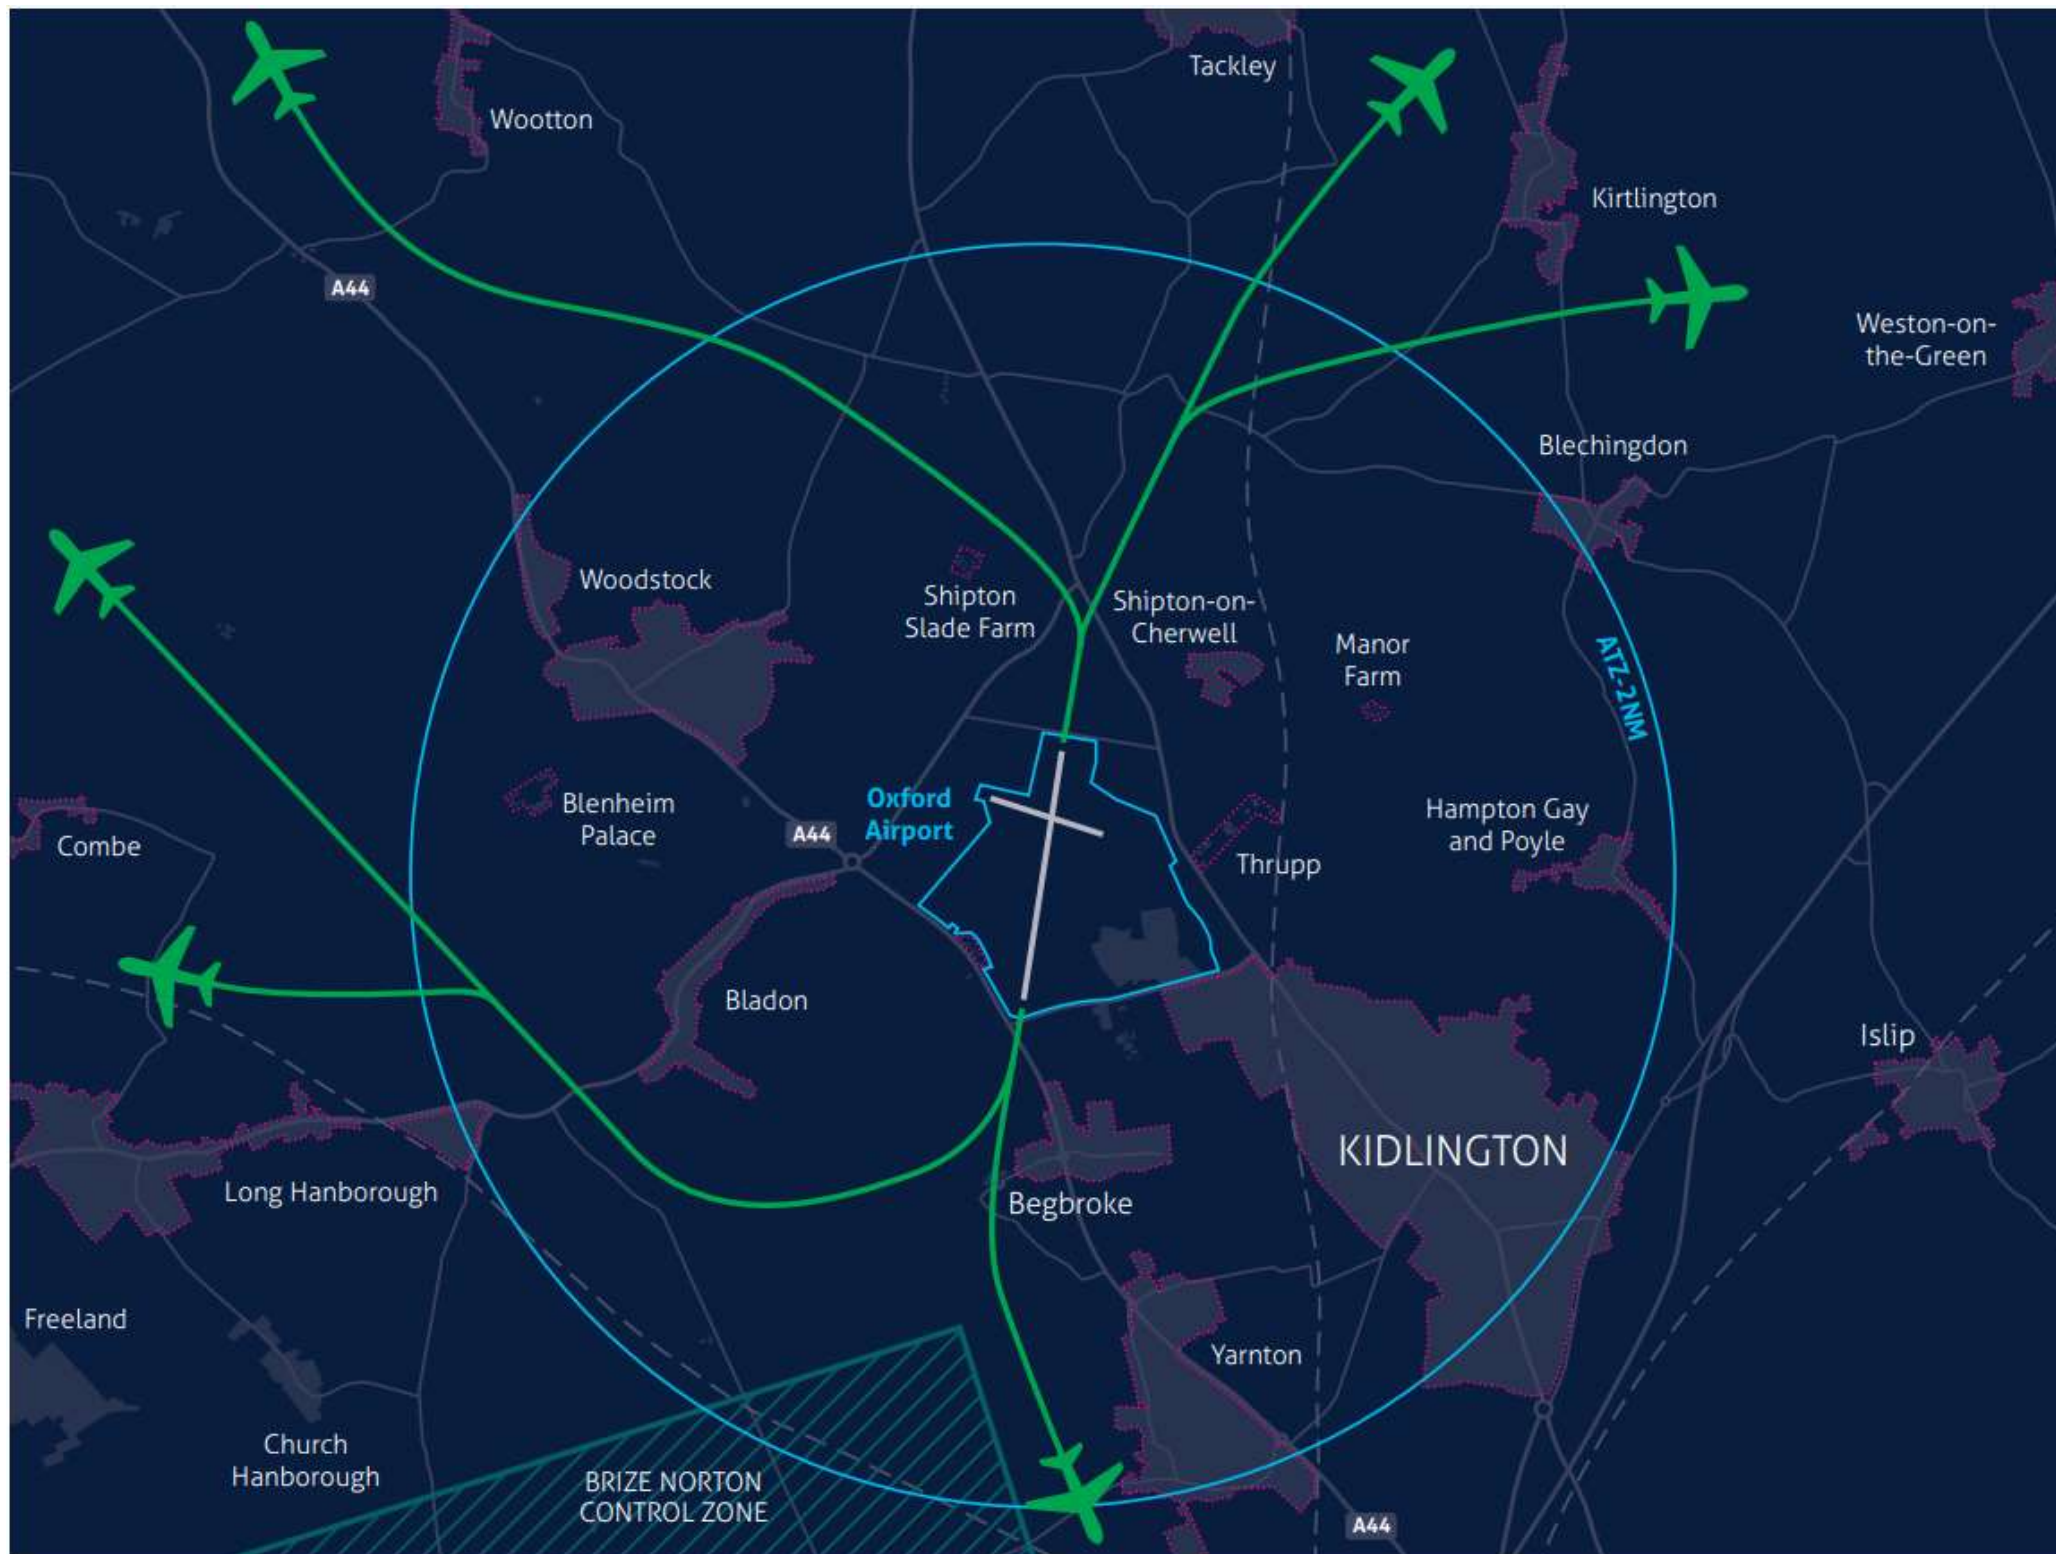 Tackley
Wootton
Kirtlington
A44
Weston-on-
the-Green
Blechingdon
Woodstock
Shipton
Slade Farm
Shipton-on-
Cherwell
Manor
Farm
ATZ-2NM
Blenheim
Palace
Oxford
Airport
A44
Hampton Gay
and Poyle
Combe
Thrupp
Bladon
Islip
KIDLINGTON
Long Hanborough
Begbroke
Freeland
Yarnton
Church
Hanborough
BRIZE NORTON
CONTROL ZONE
A44